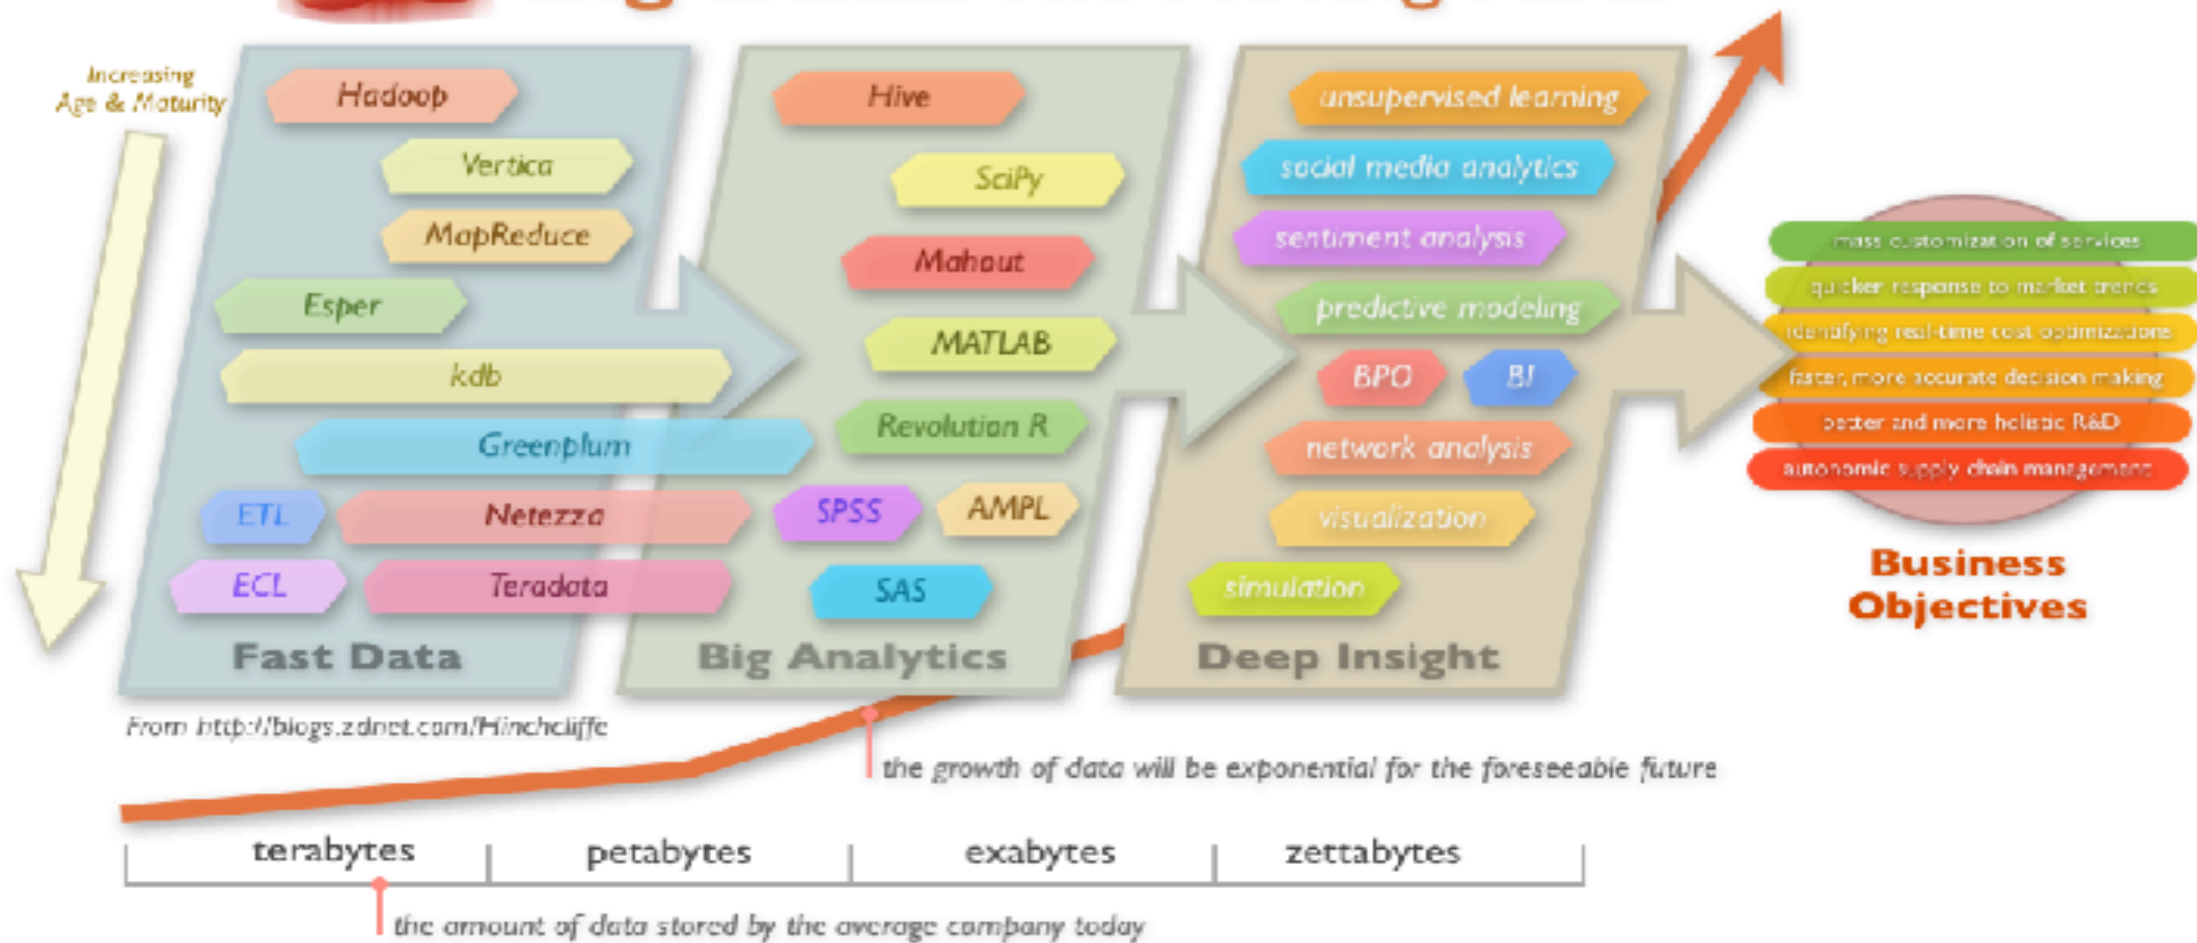 Increasing
Age & Maturity
Hadoop
Vertica
MapReduce
Esper
kdb
Greenplum
ETL
Netezza
ECL
Teradata
Fast Data
Hive
SciPy
Mahout
MATLAB
Revolution R
SPSS
AMPL
SAS
Big Analytics
unsupervised learning
social media analytics
sentiment analysis
predictive modeling
BPO
BI
network analysis
visualization
simulation
Deep Insight
mass customization of services
quicker response to market trends
identifying real-time cost optimizations
faster, more accurate decision making
better and more holistic R&D
autonomic supply chain management
Business
Objectives
From http://blogs.zdnet.com/Hinchcliffe
the growth of data will be exponential for the foreseeable future
terabytes
petabytes
exabytes
zettabytes
the amount of data stored by the average company today